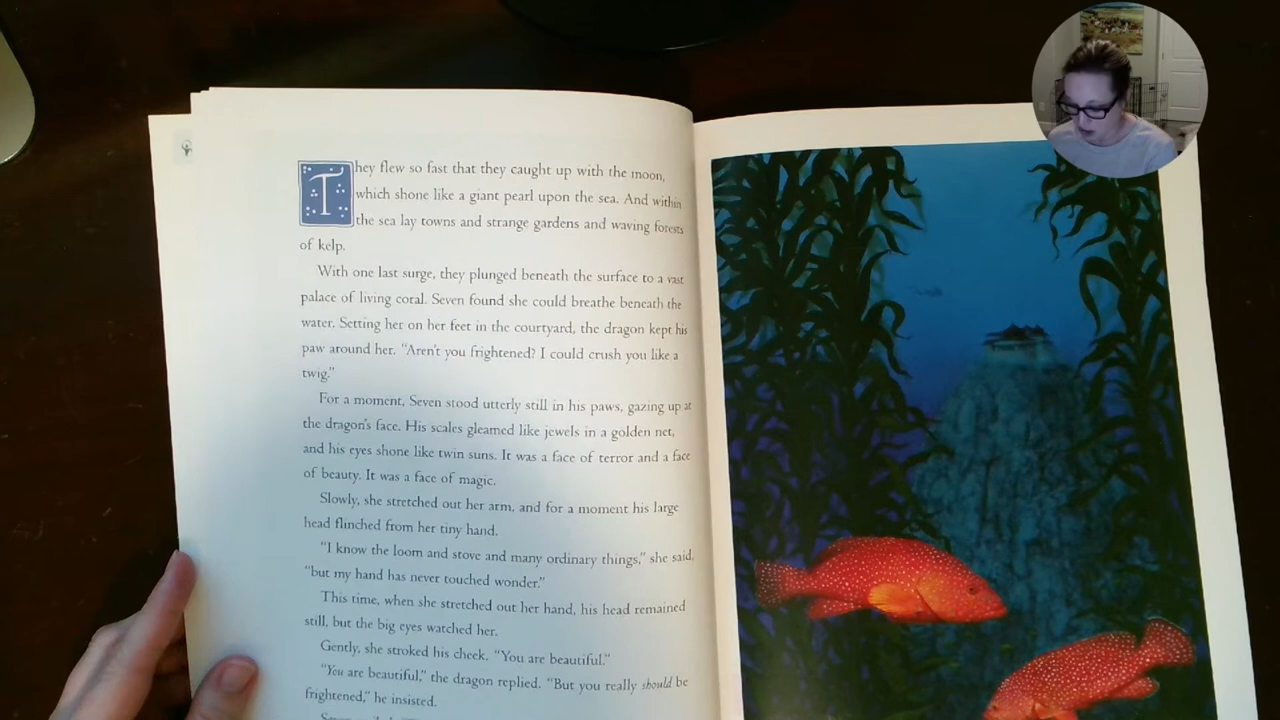 They flew so fast that they caught up with the moon,
which shone like a giant pearl upon the sea. And within
the sea lay towns and strange gardens and waving forests
of kelp.
With one last surge, they plunged beneath the surface to a vast
palace of living coral. Seven found she could breathe beneath the
water. Setting her on her feet in the courtyard, the dragon kept his
paw around her. “Aren't you frightened? I could crush you like a
twig.”
For a moment, Seven stood utterly still in his paws, gazing up at
the dragon's face. His scales gleamed like jewels in a golden net,
and his eyes shone like twin suns. It was a face of terror and a face
of beauty. It was a face of magic.
Slowly, she stretched out her arm, and for a moment his large
head flinched from her tiny hand.
“I know the loom and stove and many ordinary things,” she said,
“but my hand has never touched wonder.”
This time, when she stretched out her hand, his head remained
still, but the big eyes watched her.
Gently, she stroked his cheek. “You are beautiful.”
“You are beautiful,” the dragon replied. “But you really should be
frightened,” he insisted.